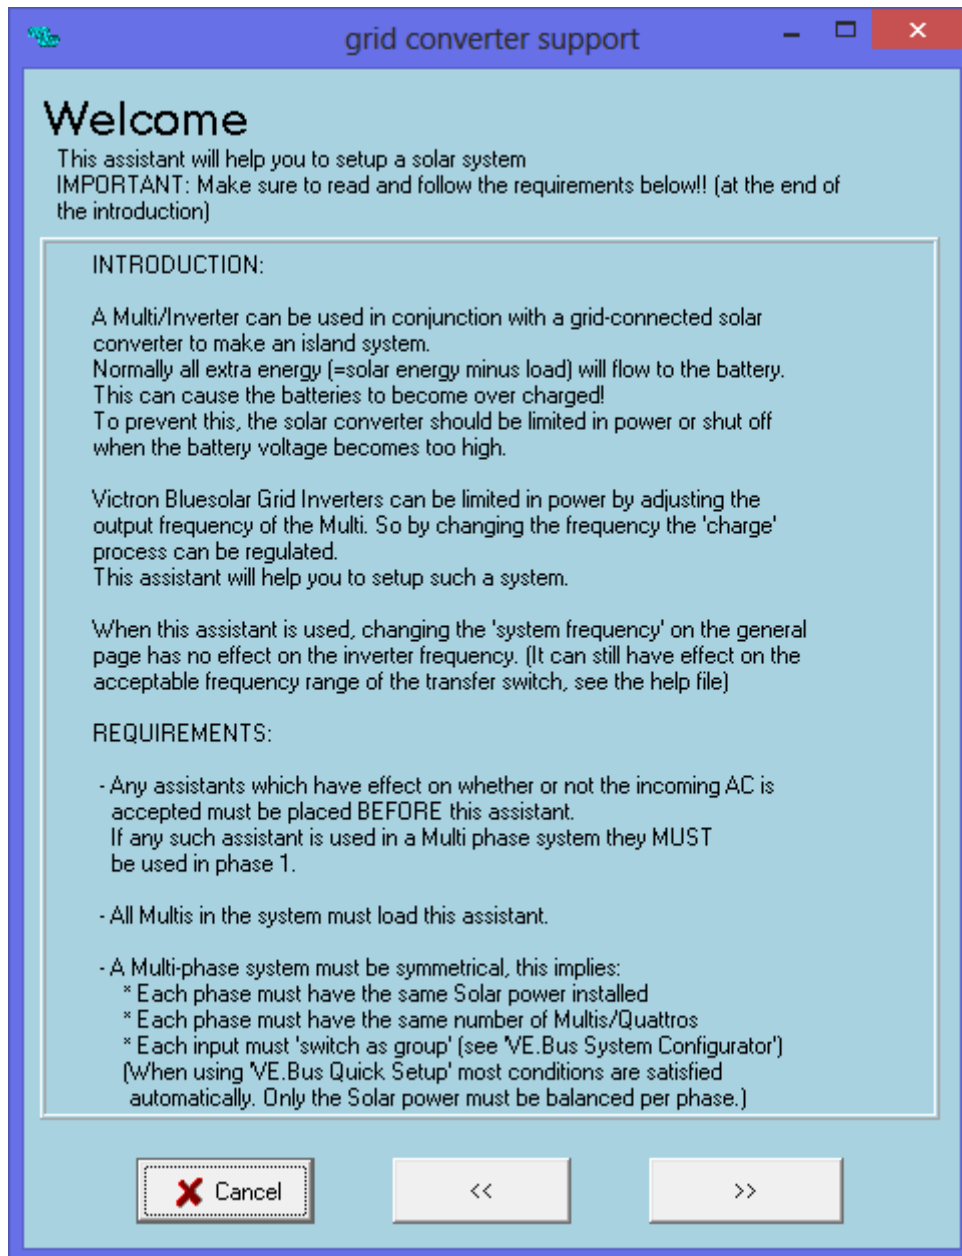 grid converter support
Welcome
This assistant will help you to setup a solar system
IMPORTANT: Make sure to read and follow the requirements below!! (at the end of
the introduction)
INTRODUCTION:
A Multi/Inverter can be used in conjunction with a grid-connected solar
converter to make an island system.
Normally all extra energy (=solar energy minus load) will flow to the battery.
This can cause the batteries to become over charged!
To prevent this, the solar converter should be limited in power or shut off
when the battery voltage becomes too high.
Victron Bluesolar Grid Inverters can be limited in power by adjusting the
output frequency of the Multi. So by changing the frequency the 'charge'
process can be regulated.
This assistant will help you to setup such a system.
When this assistant is used, changing the 'system frequency' on the general
page has no effect on the inverter frequency. (It can still have effect on the
acceptable frequency range of the transfer switch, see the help file)
REQUIREMENTS:
- Any assistants which have effect on whether or not the incoming AC is
accepted must be placed BEFORE this assistant.
If any such assistant is used in a Multi phase system they MUST
be used in phase 1.
- All Multis in the system must load this assistant.
- A Multi-phase system must be symmetrical, this implies:
* Each phase must have the same Solar power installed
* Each phase must have the same number of Multis/Quattros
* Each input must 'switch as group' (see 'VE.Bus System Configurator')
(When using 'VE.Bus Quick Setup' most conditions are satisfied
automatically. Only the Solar power must be balanced per phase.)
Cancel
<<
>>